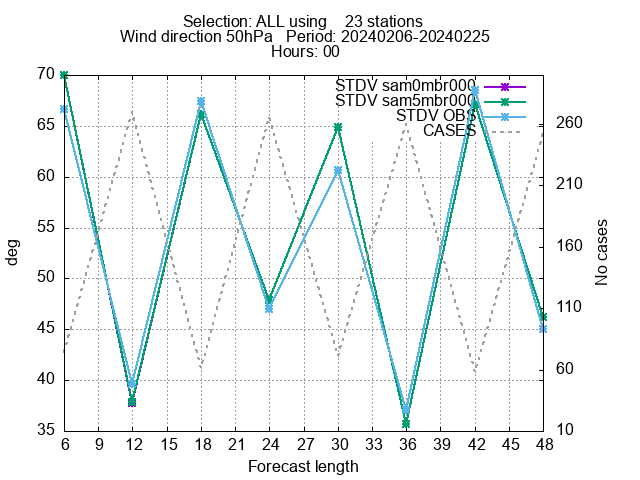 Selection: ALL using    23 stations
Wind direction 50hPa   Period: 20240206-20240225
Hours: 00
STDV sam0mbr000
STDV sam5mbr000
STDV OBS
CASES
70
65
60
55
50
45
40
35
deg
260
210
160
110
60
10
No cases
6 9 12 15 18 21 24 27 30 33 36 39 42 45 48
Forecast length